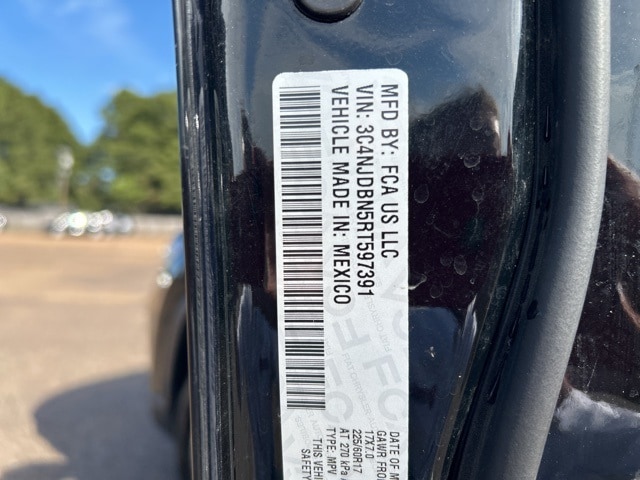 MFD BY: FCA US LLC
VIN: 3C4NJDBN5RT597391
VEHICLE MADE IN: MEXICO
DATE OF M
GAWR FRO
17X7.0
225/60R17
AT 270 kPa
TYPE: MPV
THIS VEHI
SAFETY